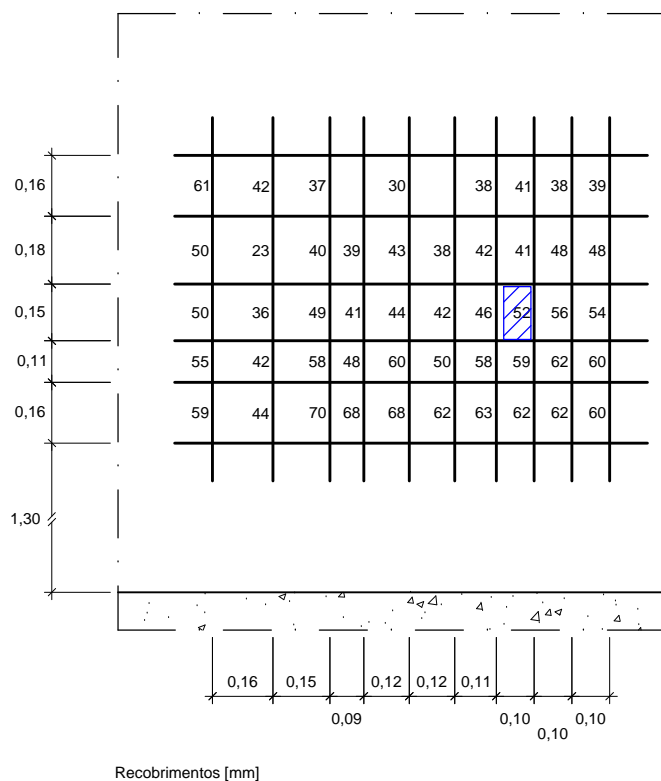 0,16 61 42 37 30 38 41 38 39
0,18 50 23 40 39 43 38 42 41 48 48
0,15 50 36 49 41 44 42 46 52 56 54
0,11 55 42 58 48 60 50 58 59 62 60
0,16 59 44 70 68 68 62 63 62 62 60
1,30
0,16 0,15 0,12 0,12 0,11
0,09 0,10 0,10 0,10
Recobrimentos [mm]